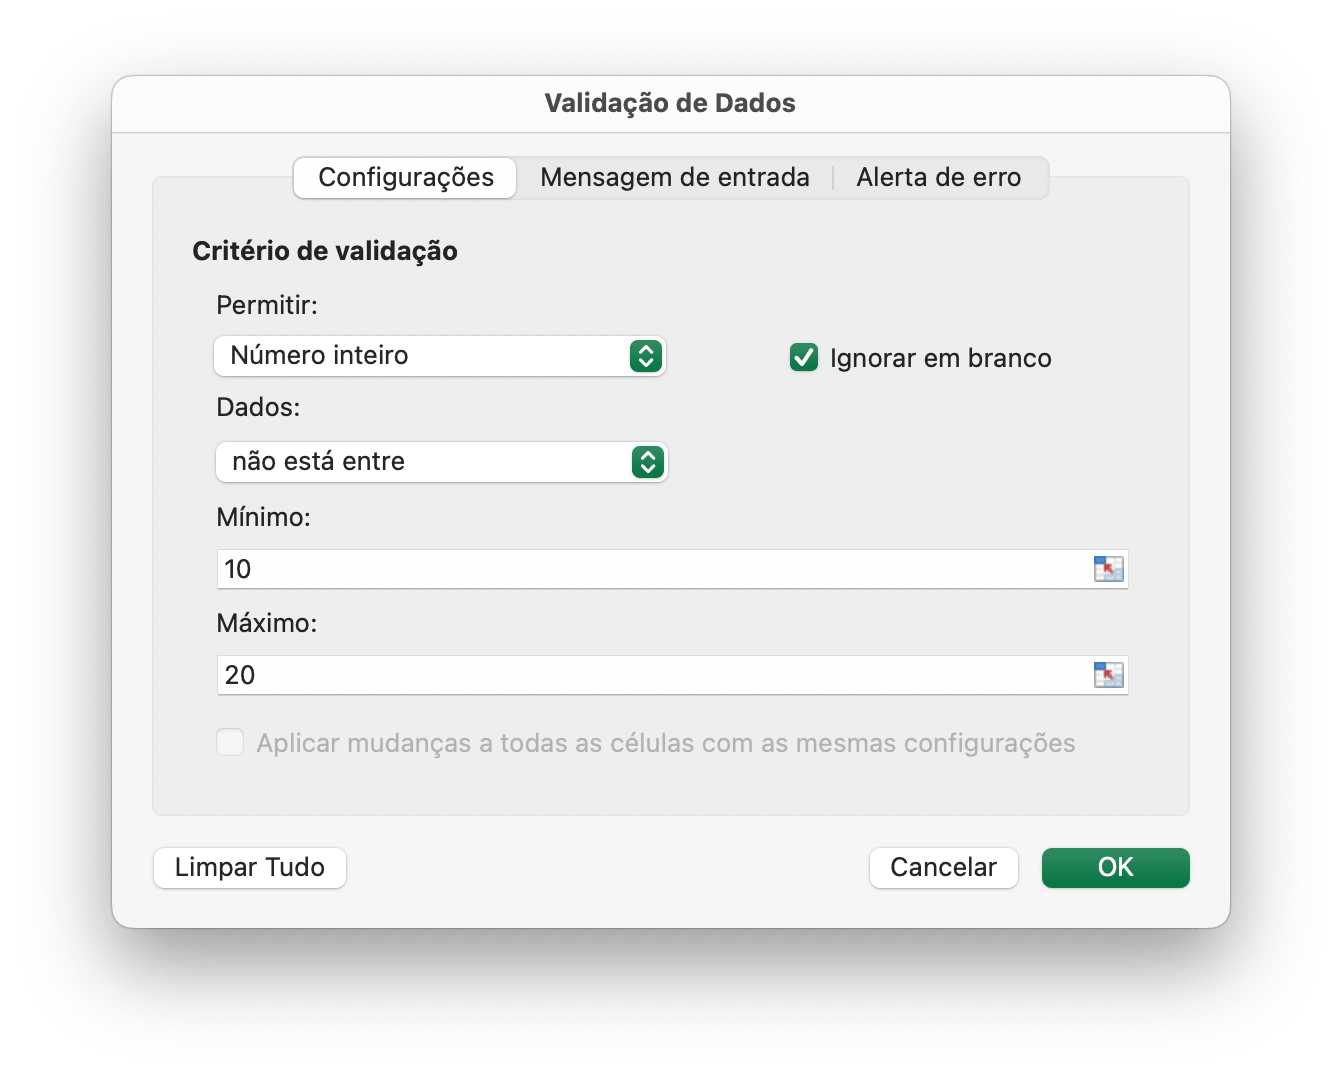 Validação de Dados
Configurações
Mensagem de entrada
Alerta de erro
Critério de validação
Permitir:
Número inteiro
Ignorar em branco
Dados:
não está entre
Mínimo:
10
Máximo:
20
Aplicar mudanças a todas as células com as mesmas configurações
Limpar Tudo
Cancelar
OK